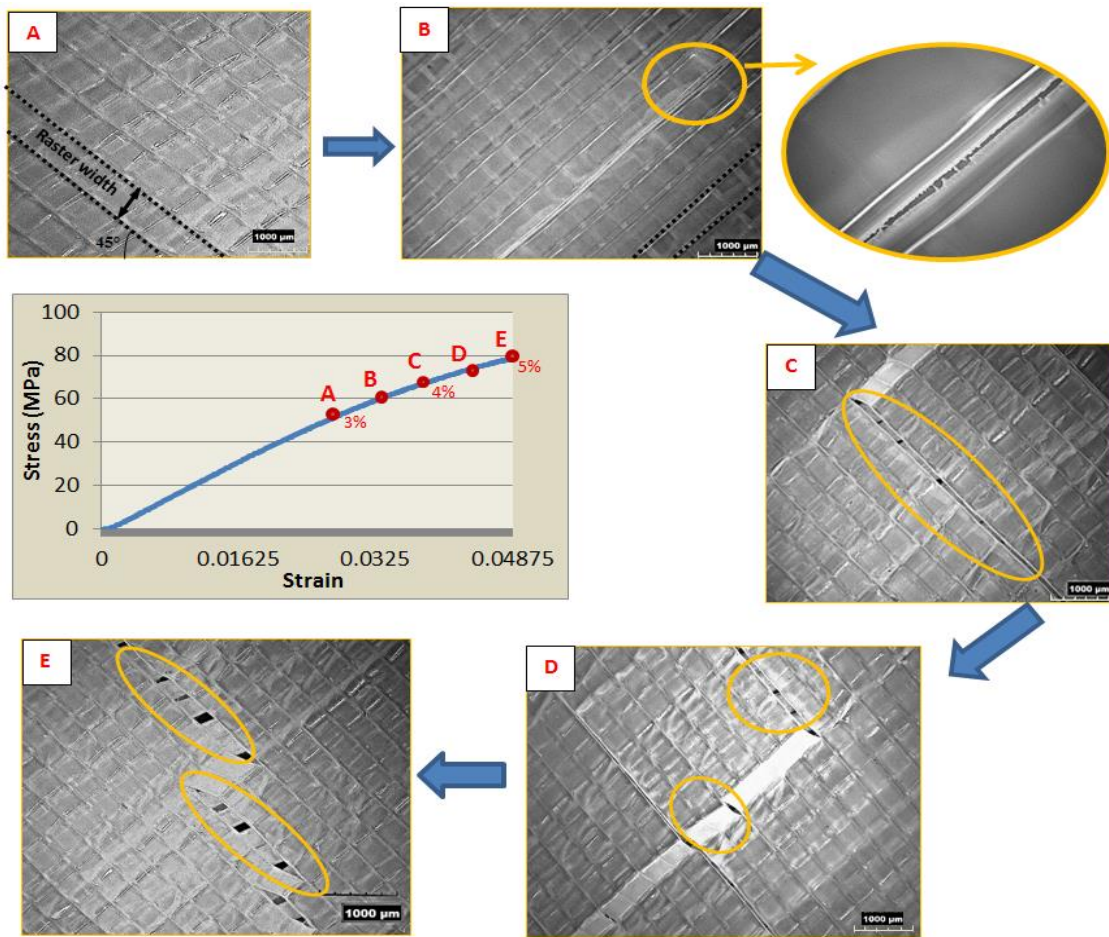 A
Raster width
45°
1000 µm
B
1000 µm
C
1000 µm
100
80
60
40
20
0
Stress (MPa)
A
3%
B
C
4%
D
E
5%
0
0.01625
0.0325
0.04875
Strain
E
1000 µm
D
1000 µm